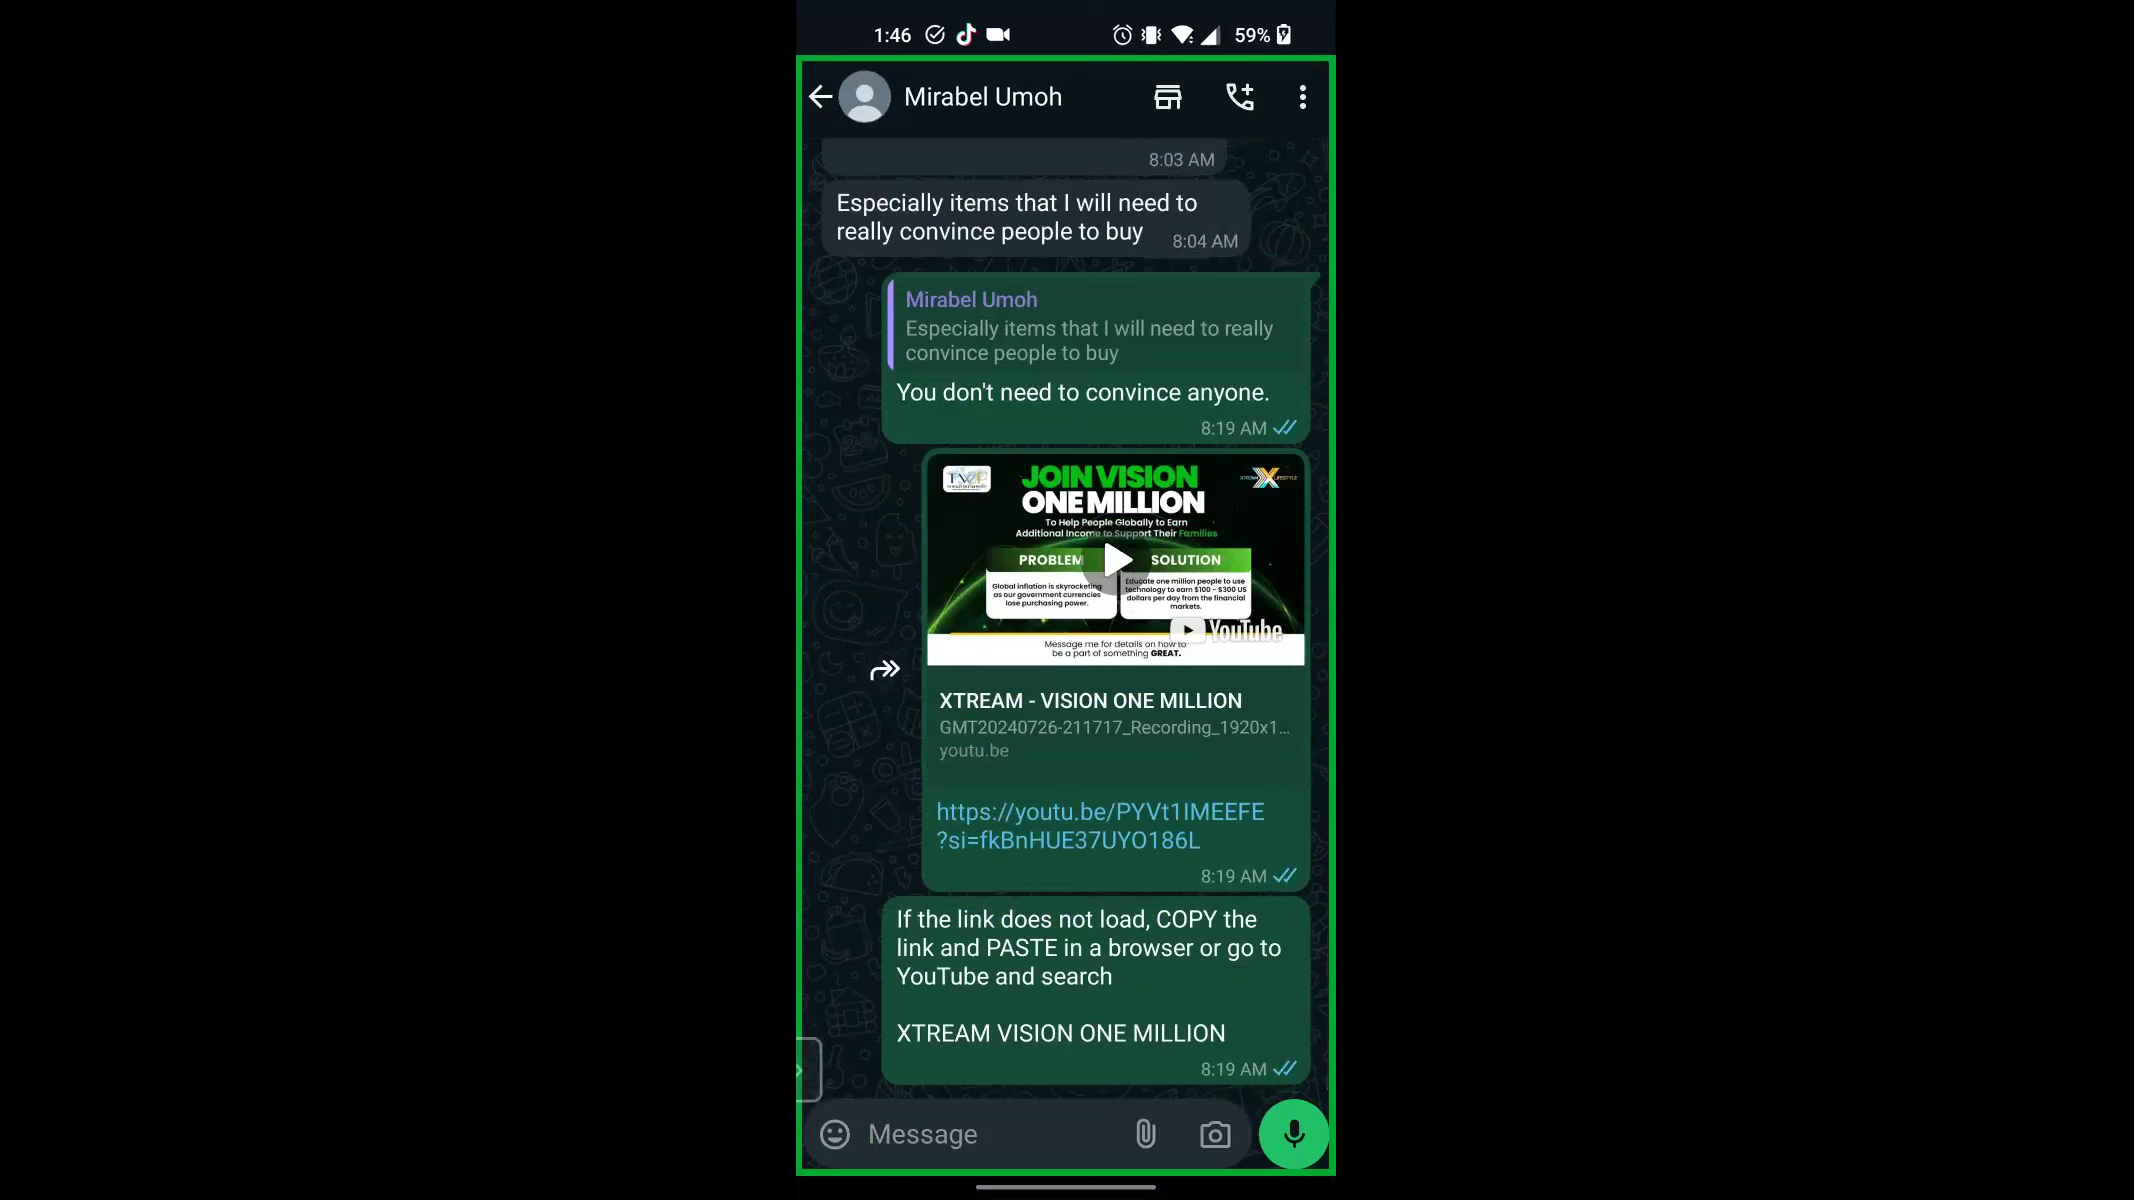 1:46
59%
Mirabel Umoh
8:03 AM
Especially items that I will need to
really convince people to buy
8:04 AM
Mirabel Umoh
Especially items that I will need to really
convince people to buy
You don't need to convince anyone.
8:19 AM
TWP
XTREAM LIFESTYLE
JOIN VISION
ONE MILLION
To Help People Globally to Earn
Additional Income to Support Their Families
PROBLEM
Global inflation is skyrocketing
as our government currencies
lose purchasing power.
SOLUTION
Educate one million people to use
technology to earn $100 - $300 US
dollars per day from the financial
markets.
YouTube
Message me for details on how to
be a part of something GREAT.
XTREAM - VISION ONE MILLION
GMT20240726-211717_Recording_1920x1...
youtu.be
https://youtu.be/PYVt1IMEEFE
?si=fkBnHUE37UYO186L
8:19 AM
If the link does not load, COPY the
link and PASTE in a browser or go to
YouTube and search
XTREAM VISION ONE MILLION
8:19 AM
Message